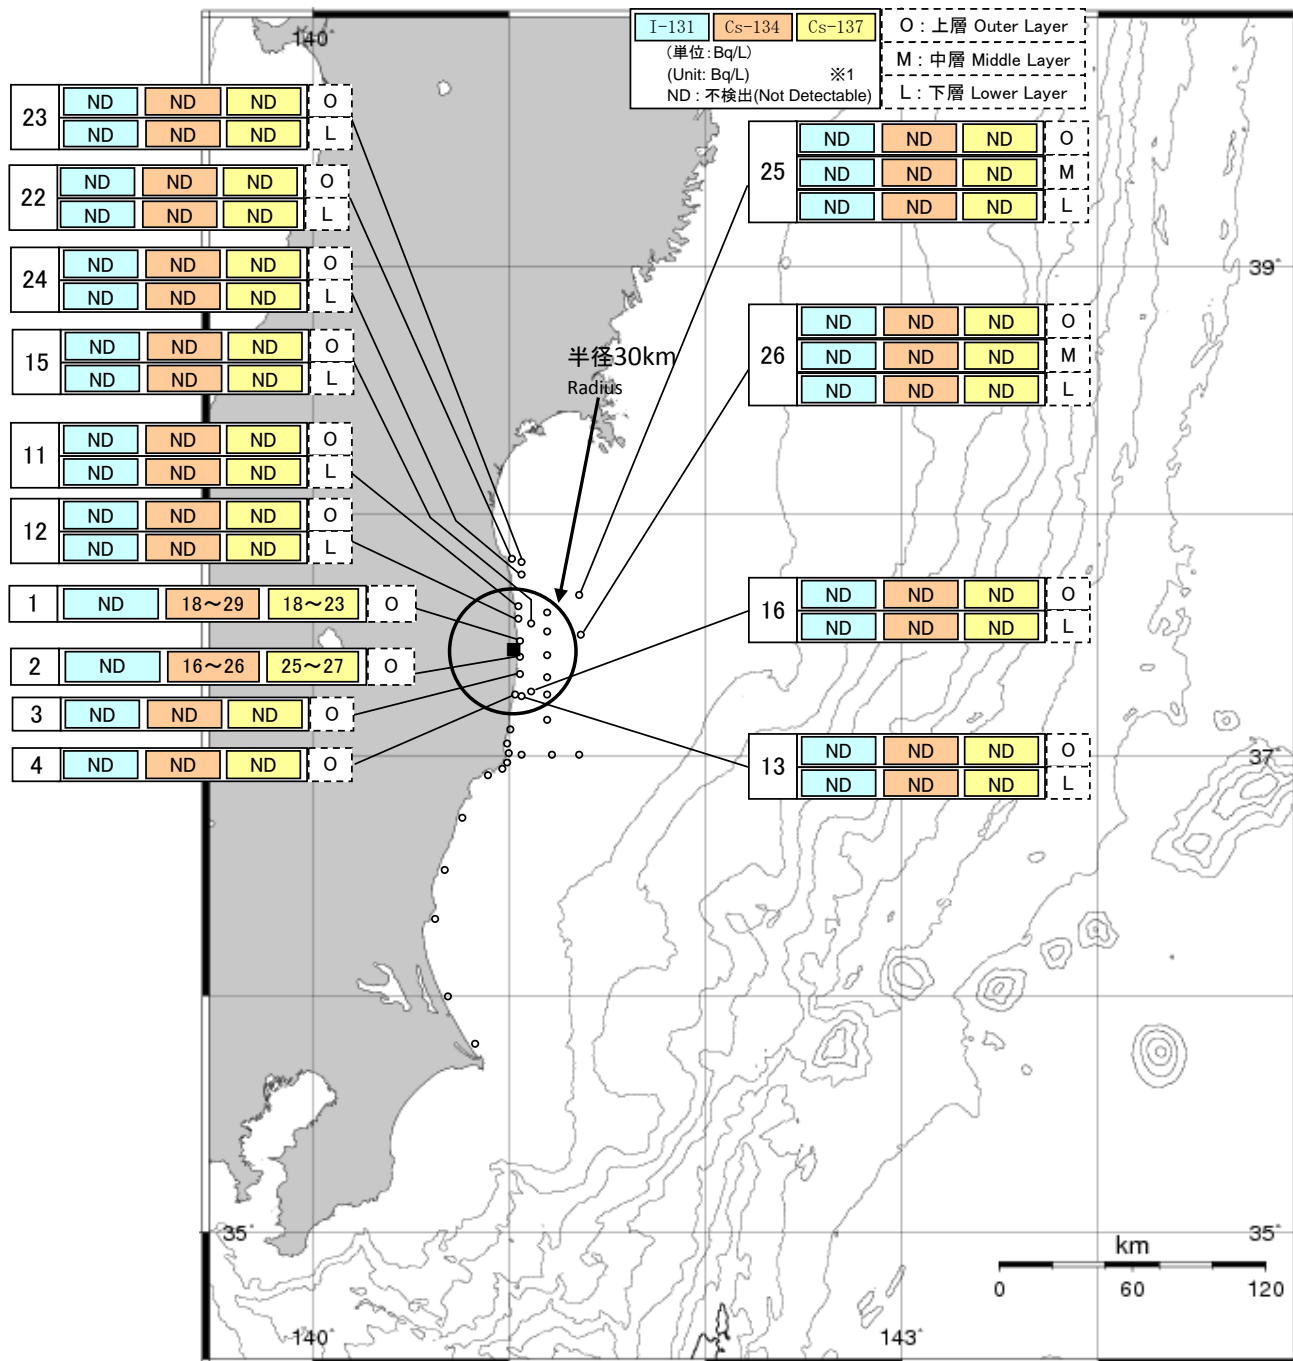 140°
I-131 Cs-134 Cs-137
(単位:Bq/L)
(Unit: Bq/L) ※1
ND : 不検出(Not Detectable)
O : 上層 Outer Layer
M : 中層 Middle Layer
L : 下層 Lower Layer
23
ND ND ND O
ND ND ND L
22
ND ND ND O
ND ND ND L
24
ND ND ND O
ND ND ND L
15
ND ND ND O
ND ND ND L
11
ND ND ND O
ND ND ND L
12
ND ND ND O
ND ND ND L
1 ND 18～29 18～23 O
2 ND 16～26 25～27 O
3 ND ND ND O
4 ND ND ND O
半径30km
Radius
25
ND ND ND O
ND ND ND M
ND ND ND L
39°
26
ND ND ND O
ND ND ND M
ND ND ND L
16
ND ND ND O
ND ND ND L
37°
13
ND ND ND O
ND ND ND L
35°
35°
km
0 60 120
140°
143°